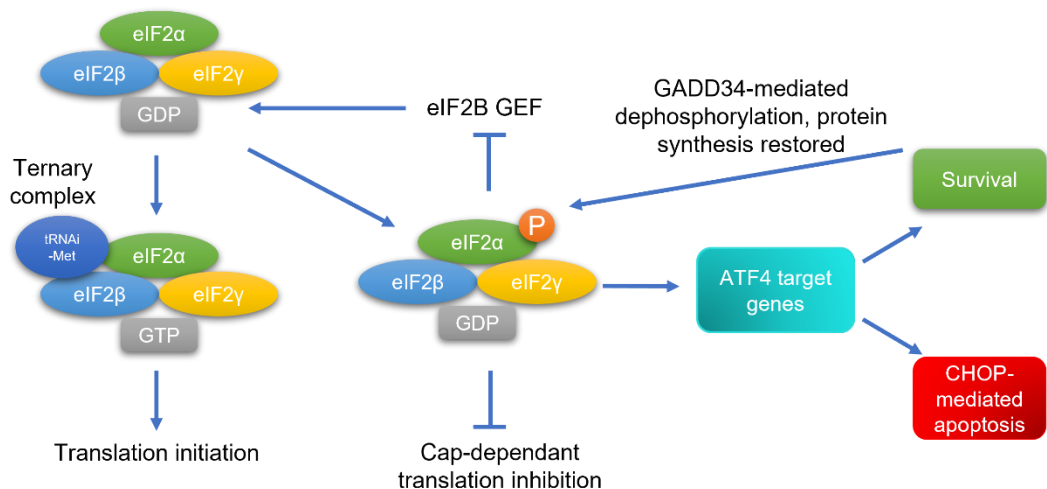 eIF2α
eIF2β
eIF2γ
GDP
eIF2B GEF
GADD34-mediated
dephosphorylation, protein
synthesis restored
Survival
Ternary
complex
tRNAi
-Met
eIF2α
eIF2β
eIF2γ
GTP
Translation initiation
P
eIF2α
eIF2β
eIF2γ
GDP
Cap-dependant
translation inhibition
ATF4 target
genes
CHOP-
mediated
apoptosis